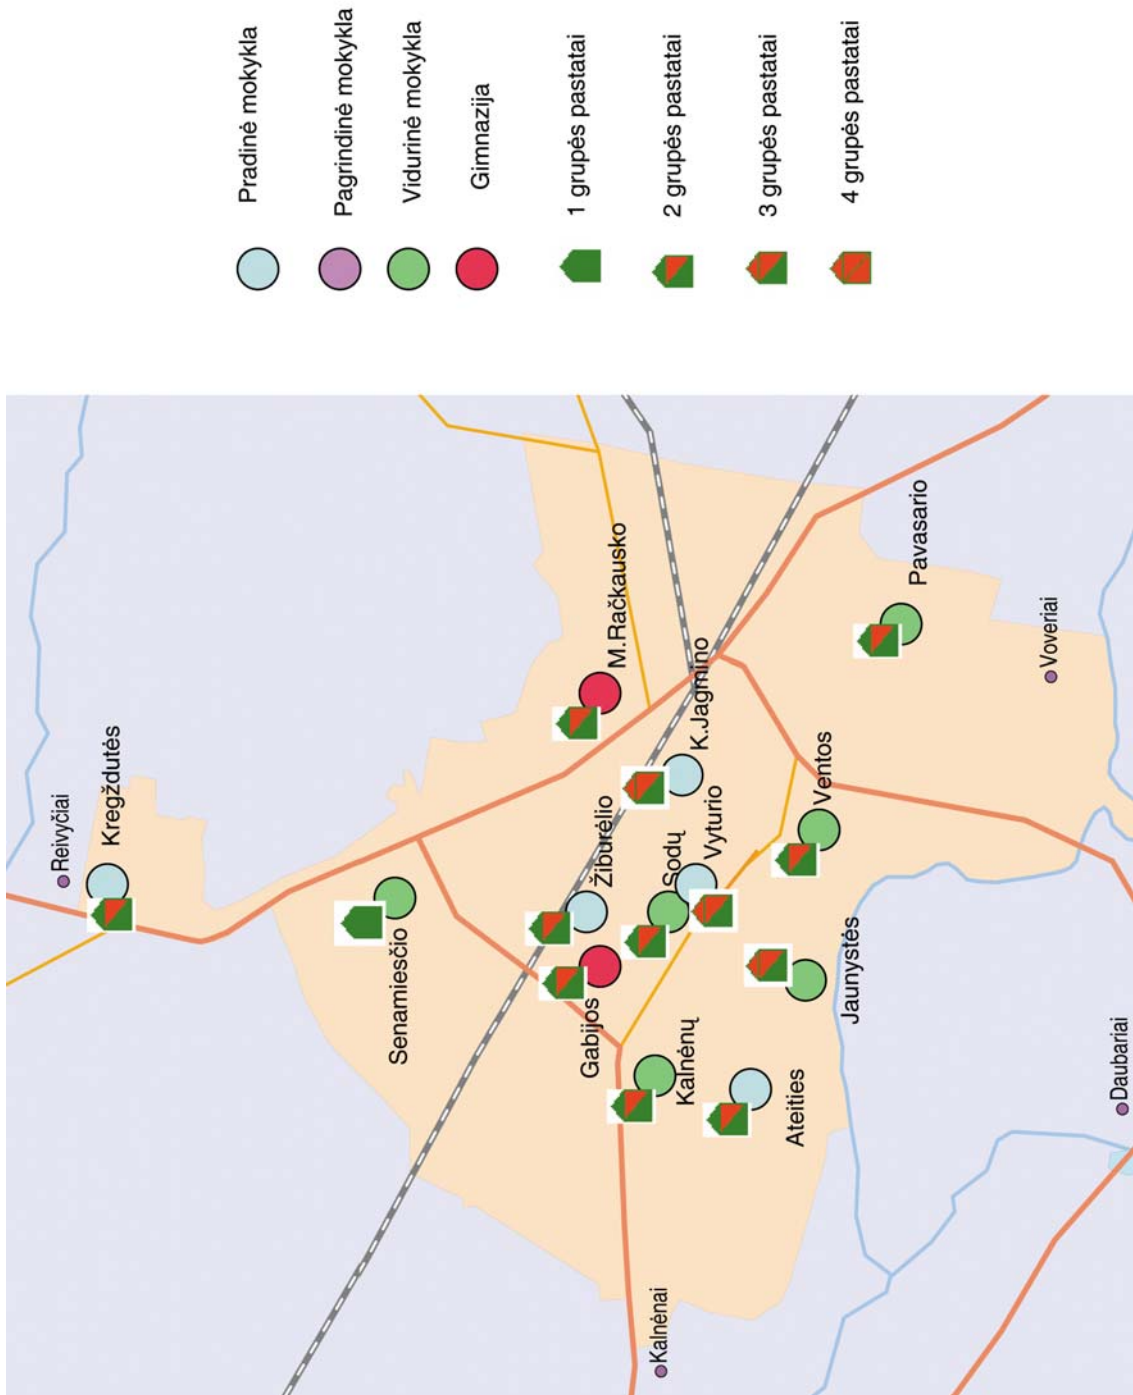 Pradinė mokykla
Pagrindinė mokykla
Vidurinė mokykla
Gimnazija
1 grupės pastatai
2 grupės pastatai
3 grupės pastatai
4 grupės pastatai
Reivyčiai
Kregždutės
Senamiesčio
M.Račkausko
Žiburėlio
Gabijos
K.Jagmino
Sodų
Vyturio
Kalnėnų
Ateities
Jaunystės
Ventos
Pavasario
Voveriai
Kalnėnai
Daubariai